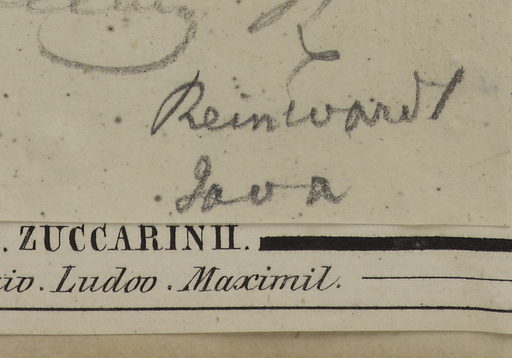 Reinwardt
Java
. ZUCCARINII.
Ludov. Maximil.